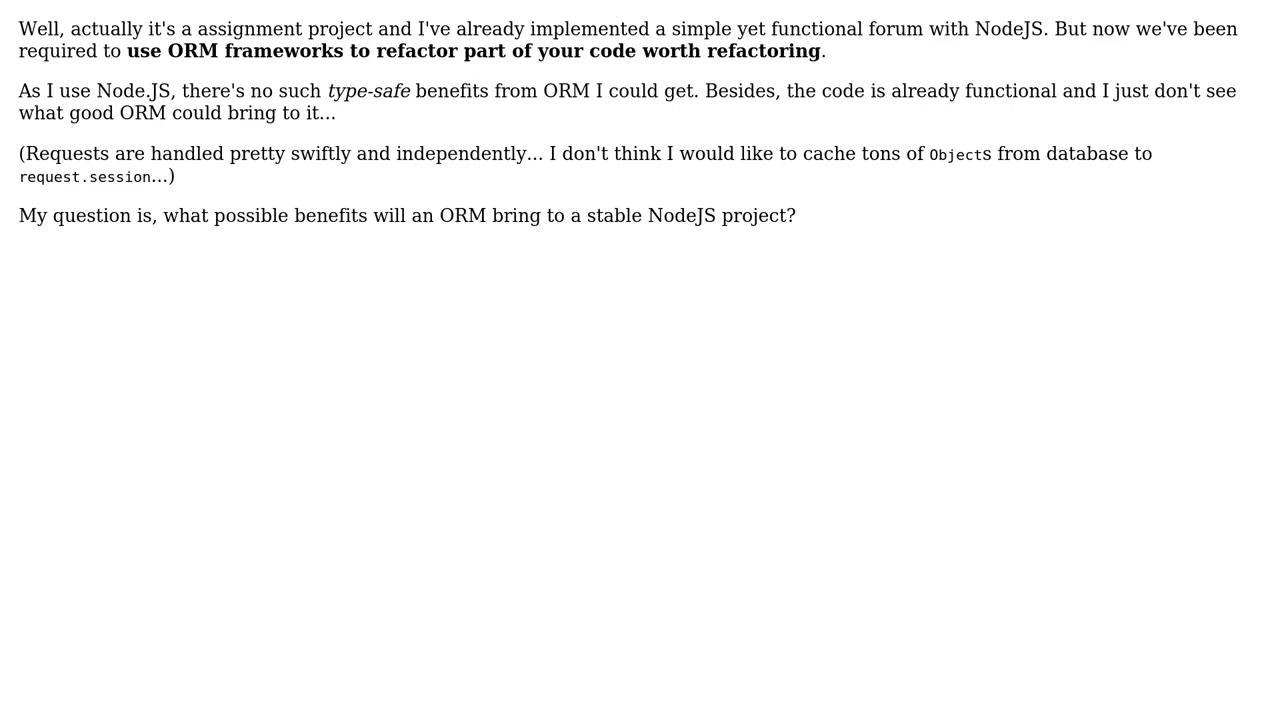 Well, actually it's a assignment project and I've already implemented a simple yet functional forum with NodeJS. But now we've been
required to use ORM frameworks to refactor part of your code worth refactoring.
As I use Node.JS, there's no such type-safe benefits from ORM I could get. Besides, the code is already functional and I just don't see
what good ORM could bring to it...
(Requests are handled pretty swiftly and independently... I don't think I would like to cache tons of Objects from database to
request.session...)
My question is, what possible benefits will an ORM bring to a stable NodeJS project?